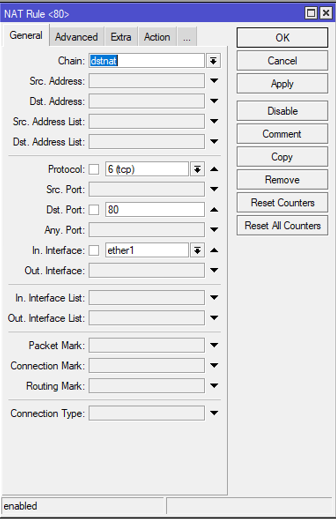 NAT Rule <80>
General Advanced Extra Action ...
OK
Cancel
Apply
Disable
Comment
Copy
Remove
Reset Counters
Reset All Counters
Chain: dstnat
Src. Address:
Dst. Address:
Src. Address List:
Dst. Address List:
Protocol: 6 (tcp)
Src. Port:
Dst. Port: 80
Any. Port:
In. Interface: ether1
Out. Interface:
In. Interface List:
Out. Interface List:
Packet Mark:
Connection Mark:
Routing Mark:
Connection Type:
enabled